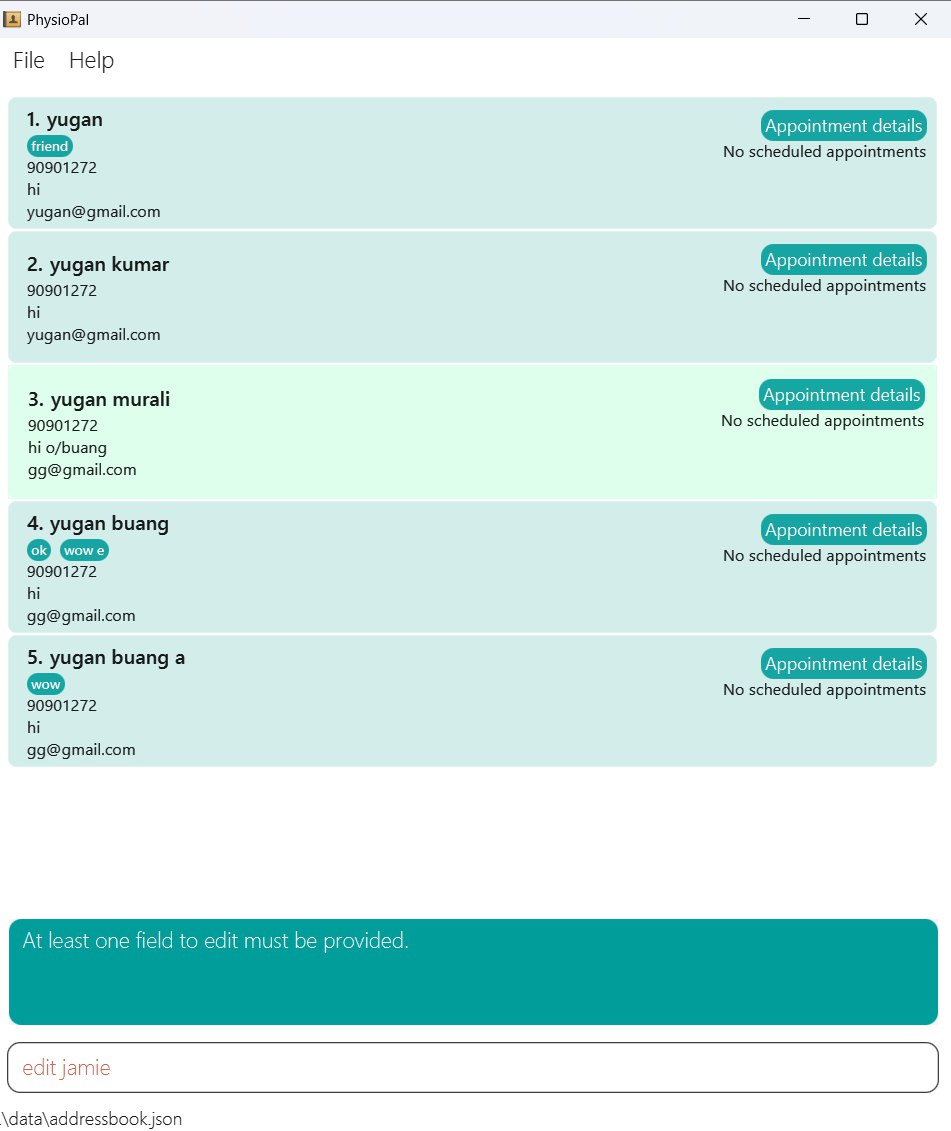 PhysioPal
File Help
1. yugan
friend
90901272
hi
yugan@gmail.com
Appointment details
No scheduled appointments
2. yugan kumar
90901272
hi
yugan@gmail.com
Appointment details
No scheduled appointments
3. yugan murali
90901272
hi o/buang
gg@gmail.com
Appointment details
No scheduled appointments
4. yugan buang
ok wow e
90901272
hi
gg@gmail.com
Appointment details
No scheduled appointments
5. yugan buang a
wow
90901272
hi
gg@gmail.com
Appointment details
No scheduled appointments
At least one field to edit must be provided.
edit jamie
.\data\addressbook.json